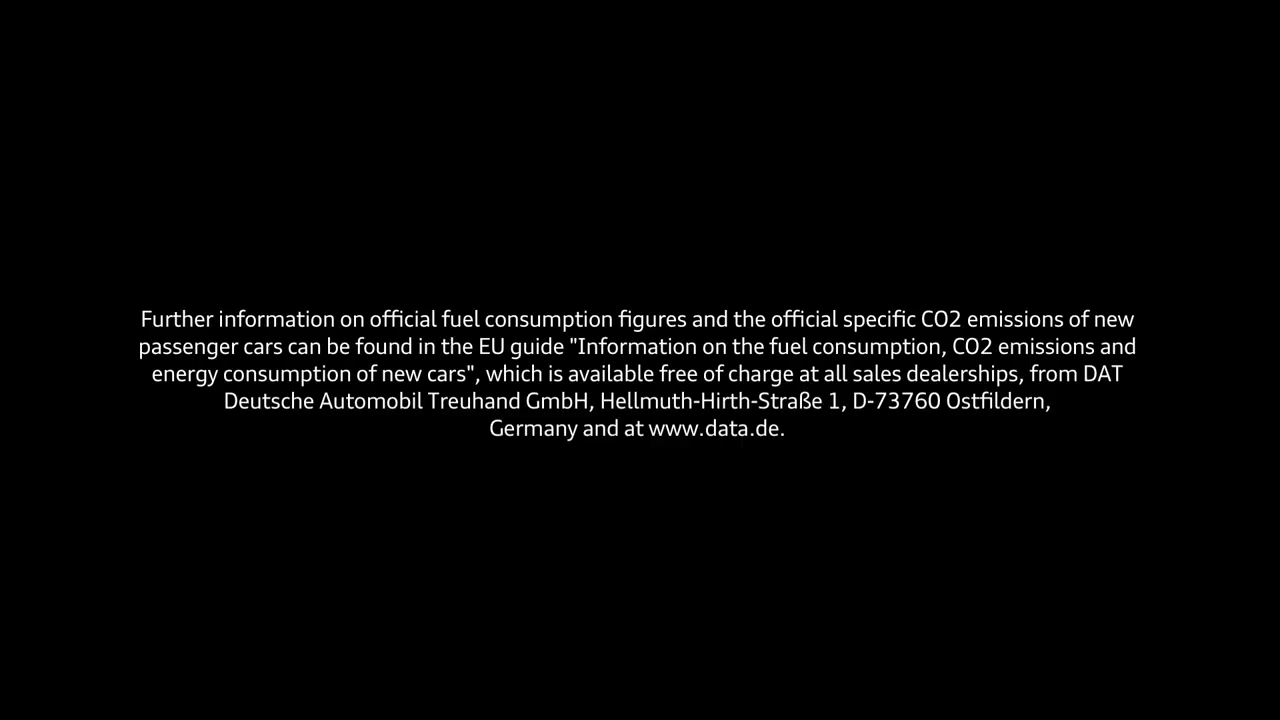 Further information on official fuel consumption figures and the official specific CO2 emissions of new
passenger cars can be found in the EU guide "Information on the fuel consumption, CO2 emissions and
energy consumption of new cars", which is available free of charge at all sales dealerships, from DAT
Deutsche Automobil Treuhand GmbH, Hellmuth-Hirth-Straße 1, D-73760 Ostfildern,
Germany and at www.data.de.